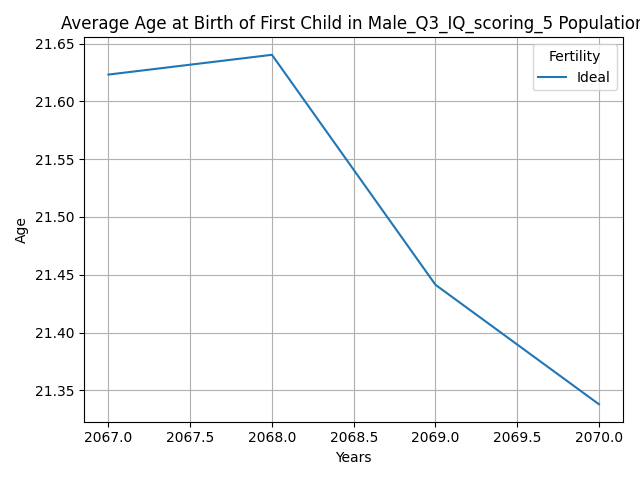 Average Age at Birth of First Child in Male_Q3_IQ_scoring_5 Population
21.65
21.60
21.55
21.50
21.45
21.40
21.35
Age
Fertility
Ideal
2067.0 2067.5 2068.0 2068.5 2069.0 2069.5 2070.0
Years